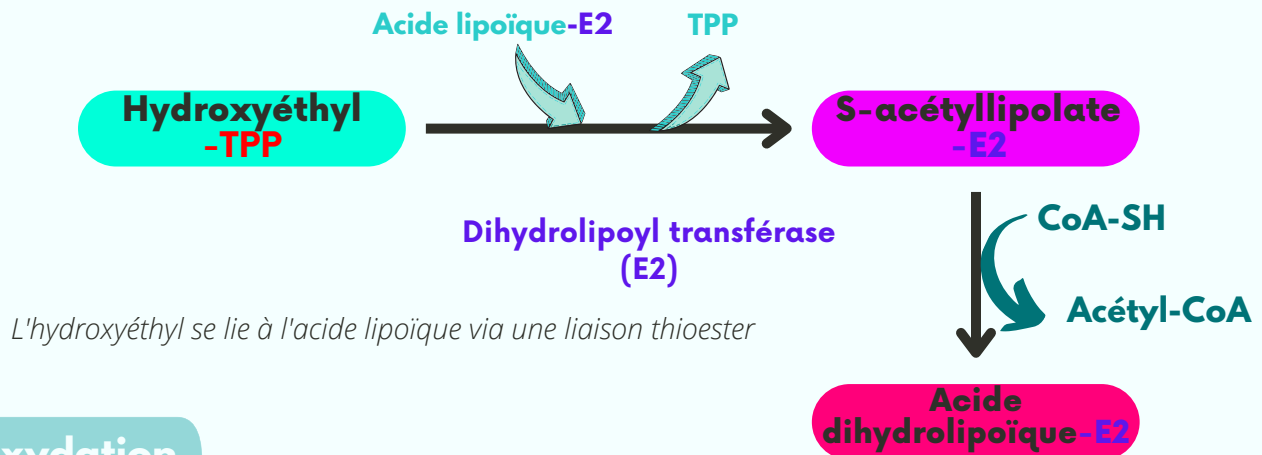 Acide lipoïque-E2
TPP
Hydroxyéthyl
-TPP
S-acétyllipolate
-E2
Dihydrolipoyl transférase
(E2)
CoA-SH
Acétyl-CoA
L'hydroxyéthyl se lie à l'acide lipoïque via une liaison thioester
Acide
dihydrolipoïque-E2